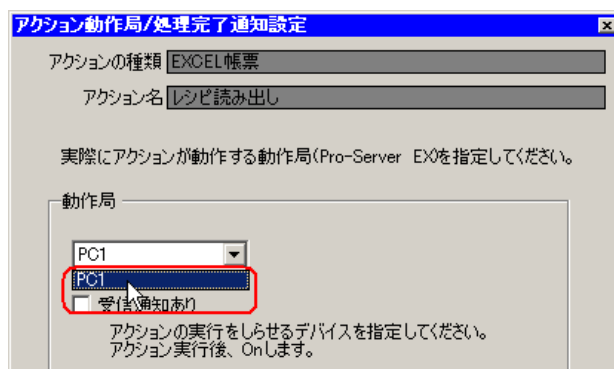 アクション動作局/処理完了通知設定
アクションの種類 EXCEL帳票
アクション名 レシピ読み出し
実際にアクションが動作する動作局(Pro-Server EX)を指定してください。
動作局
PC1
PC1
受信通知あり
アクションの実行をしらせるデバイスを指定してください。
アクション実行後、Onします。